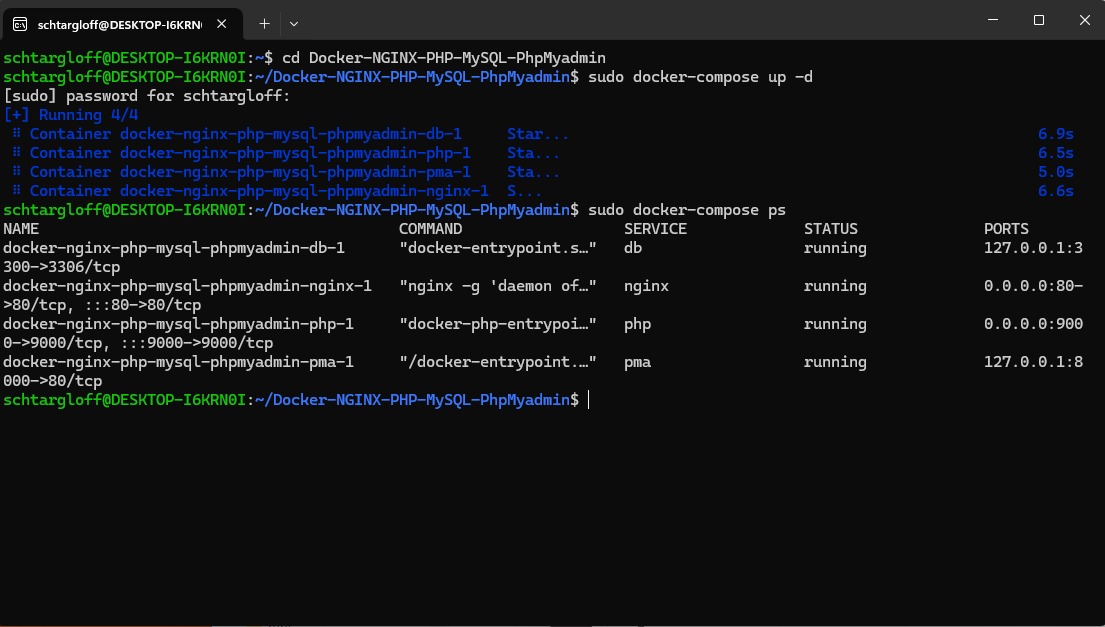 schtargloff@DESKTOP-I6KRN
schtargloff@DESKTOP-I6KRN0I:~$ cd Docker-NGINX-PHP-MySQL-PhpMyadmin
schtargloff@DESKTOP-I6KRN0I:~/Docker-NGINX-PHP-MySQL-PhpMyadmin$ sudo docker-compose up -d
[sudo] password for schtargloff:
[+] Running 4/4
⠿ Container docker-nginx-php-mysql-phpmyadmin-db-1     Star...     6.9s
⠿ Container docker-nginx-php-mysql-phpmyadmin-php-1    Sta...     6.5s
⠿ Container docker-nginx-php-mysql-phpmyadmin-pma-1    Sta...     5.0s
⠿ Container docker-nginx-php-mysql-phpmyadmin-nginx-1  S...     6.6s
schtargloff@DESKTOP-I6KRN0I:~/Docker-NGINX-PHP-MySQL-PhpMyadmin$ sudo docker-compose ps
NAME                                        COMMAND                  SERVICE             STATUS              PORTS
docker-nginx-php-mysql-phpmyadmin-db-1      "docker-entrypoint.s…"   db                  running             127.0.0.1:3
300->3306/tcp
docker-nginx-php-mysql-phpmyadmin-nginx-1   "nginx -g 'daemon of…"   nginx               running             0.0.0.0:80-
>80/tcp, :::80->80/tcp
docker-nginx-php-mysql-phpmyadmin-php-1     "docker-php-entrypoi…"   php                 running             0.0.0.0:900
0->9000/tcp, :::9000->9000/tcp
docker-nginx-php-mysql-phpmyadmin-pma-1     "/docker-entrypoint.…"   pma                 running             127.0.0.1:8
000->80/tcp
schtargloff@DESKTOP-I6KRN0I:~/Docker-NGINX-PHP-MySQL-PhpMyadmin$